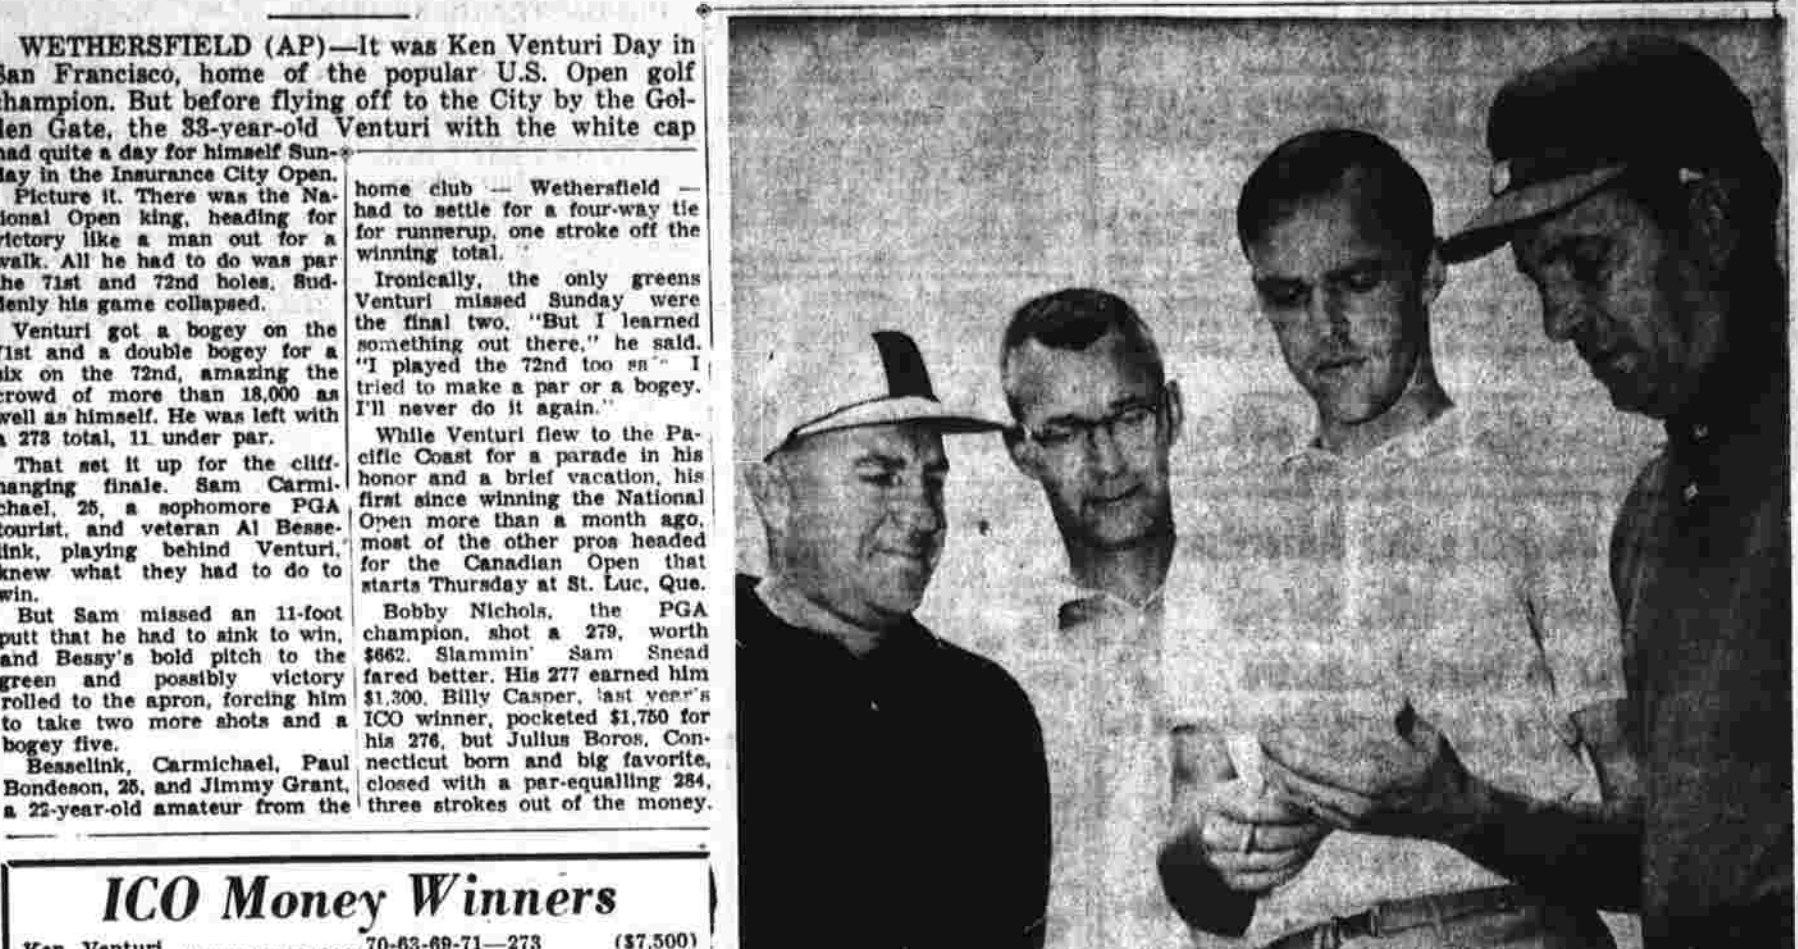 WETHERSFIELD (AP)—It was Ken Venturi Day in
San Francisco, home of the popular U.S. Open golf
champion. But before flying off to the City by the Gol-
den Gate, the 33-year-old Venturi with the white cap
had quite a day for himself Sun-
day in the Insurance City Open.
Picture it. There was the Na-
tional Open king, heading for
victory like a man out for a
walk. All he had to do was par
the 71st and 72nd holes. Sud-
denly his game collapsed.
Venturi got a bogey on the
71st and a double bogey for a
six on the 72nd, amazing the
crowd of more than 18,000 as
well as himself. He was left with
a 273 total, 11 under par.
That set it up for the cliff-
hanging finale. Sam Carmi-
chael, 25, a sophomore PGA
tourist, and veteran Al Besse-
link, playing behind Venturi,
knew what they had to do to
win.
But Sam missed an 11-foot
putt that he had to sink to win,
and Bessy's bold pitch to the
green and possibly victory
rolled to the apron, forcing him
to take two more shots and a
bogey five.
Besselink, Carmichael, Paul
Bondeson, 25, and Jimmy Grant,
a 22-year-old amateur from the
home club — Wethersfield —
had to settle for a four-way tie
for runnerup, one stroke off the
winning total.
Ironically, the only greens
Venturi missed Sunday were
the final two. "But I learned
something out there," he said.
"I played the 72nd too I
tried to make a par or a bogey.
I'll never do it again."
While Venturi flew to the Pa-
cific Coast for a parade in his
honor and a brief vacation, his
first since winning the National
Open more than a month ago,
most of the other pros headed
for the Canadian Open that
starts Thursday at St. Luc, Que.
Bobby Nichols, the PGA
champion, shot a 279, worth
$662. Slammin' Sam Snead
fared better. His 277 earned him
$1,300. Billy Casper, last year's
ICO winner, pocketed $1,750 for
his 276, but Julius Boros, Con-
necticut born and big favorite,
closed with a par-equalling 284,
three strokes out of the money.
ICO Money Winners
Ken Venturi 70-63-69-71—273 ($7,500)